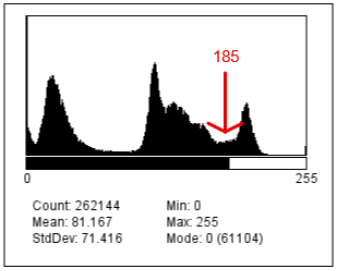 185
0 255
Count: 262144 Min: 0
Mean: 81.167 Max: 255
StdDev: 71.416 Mode: 0 (61104)